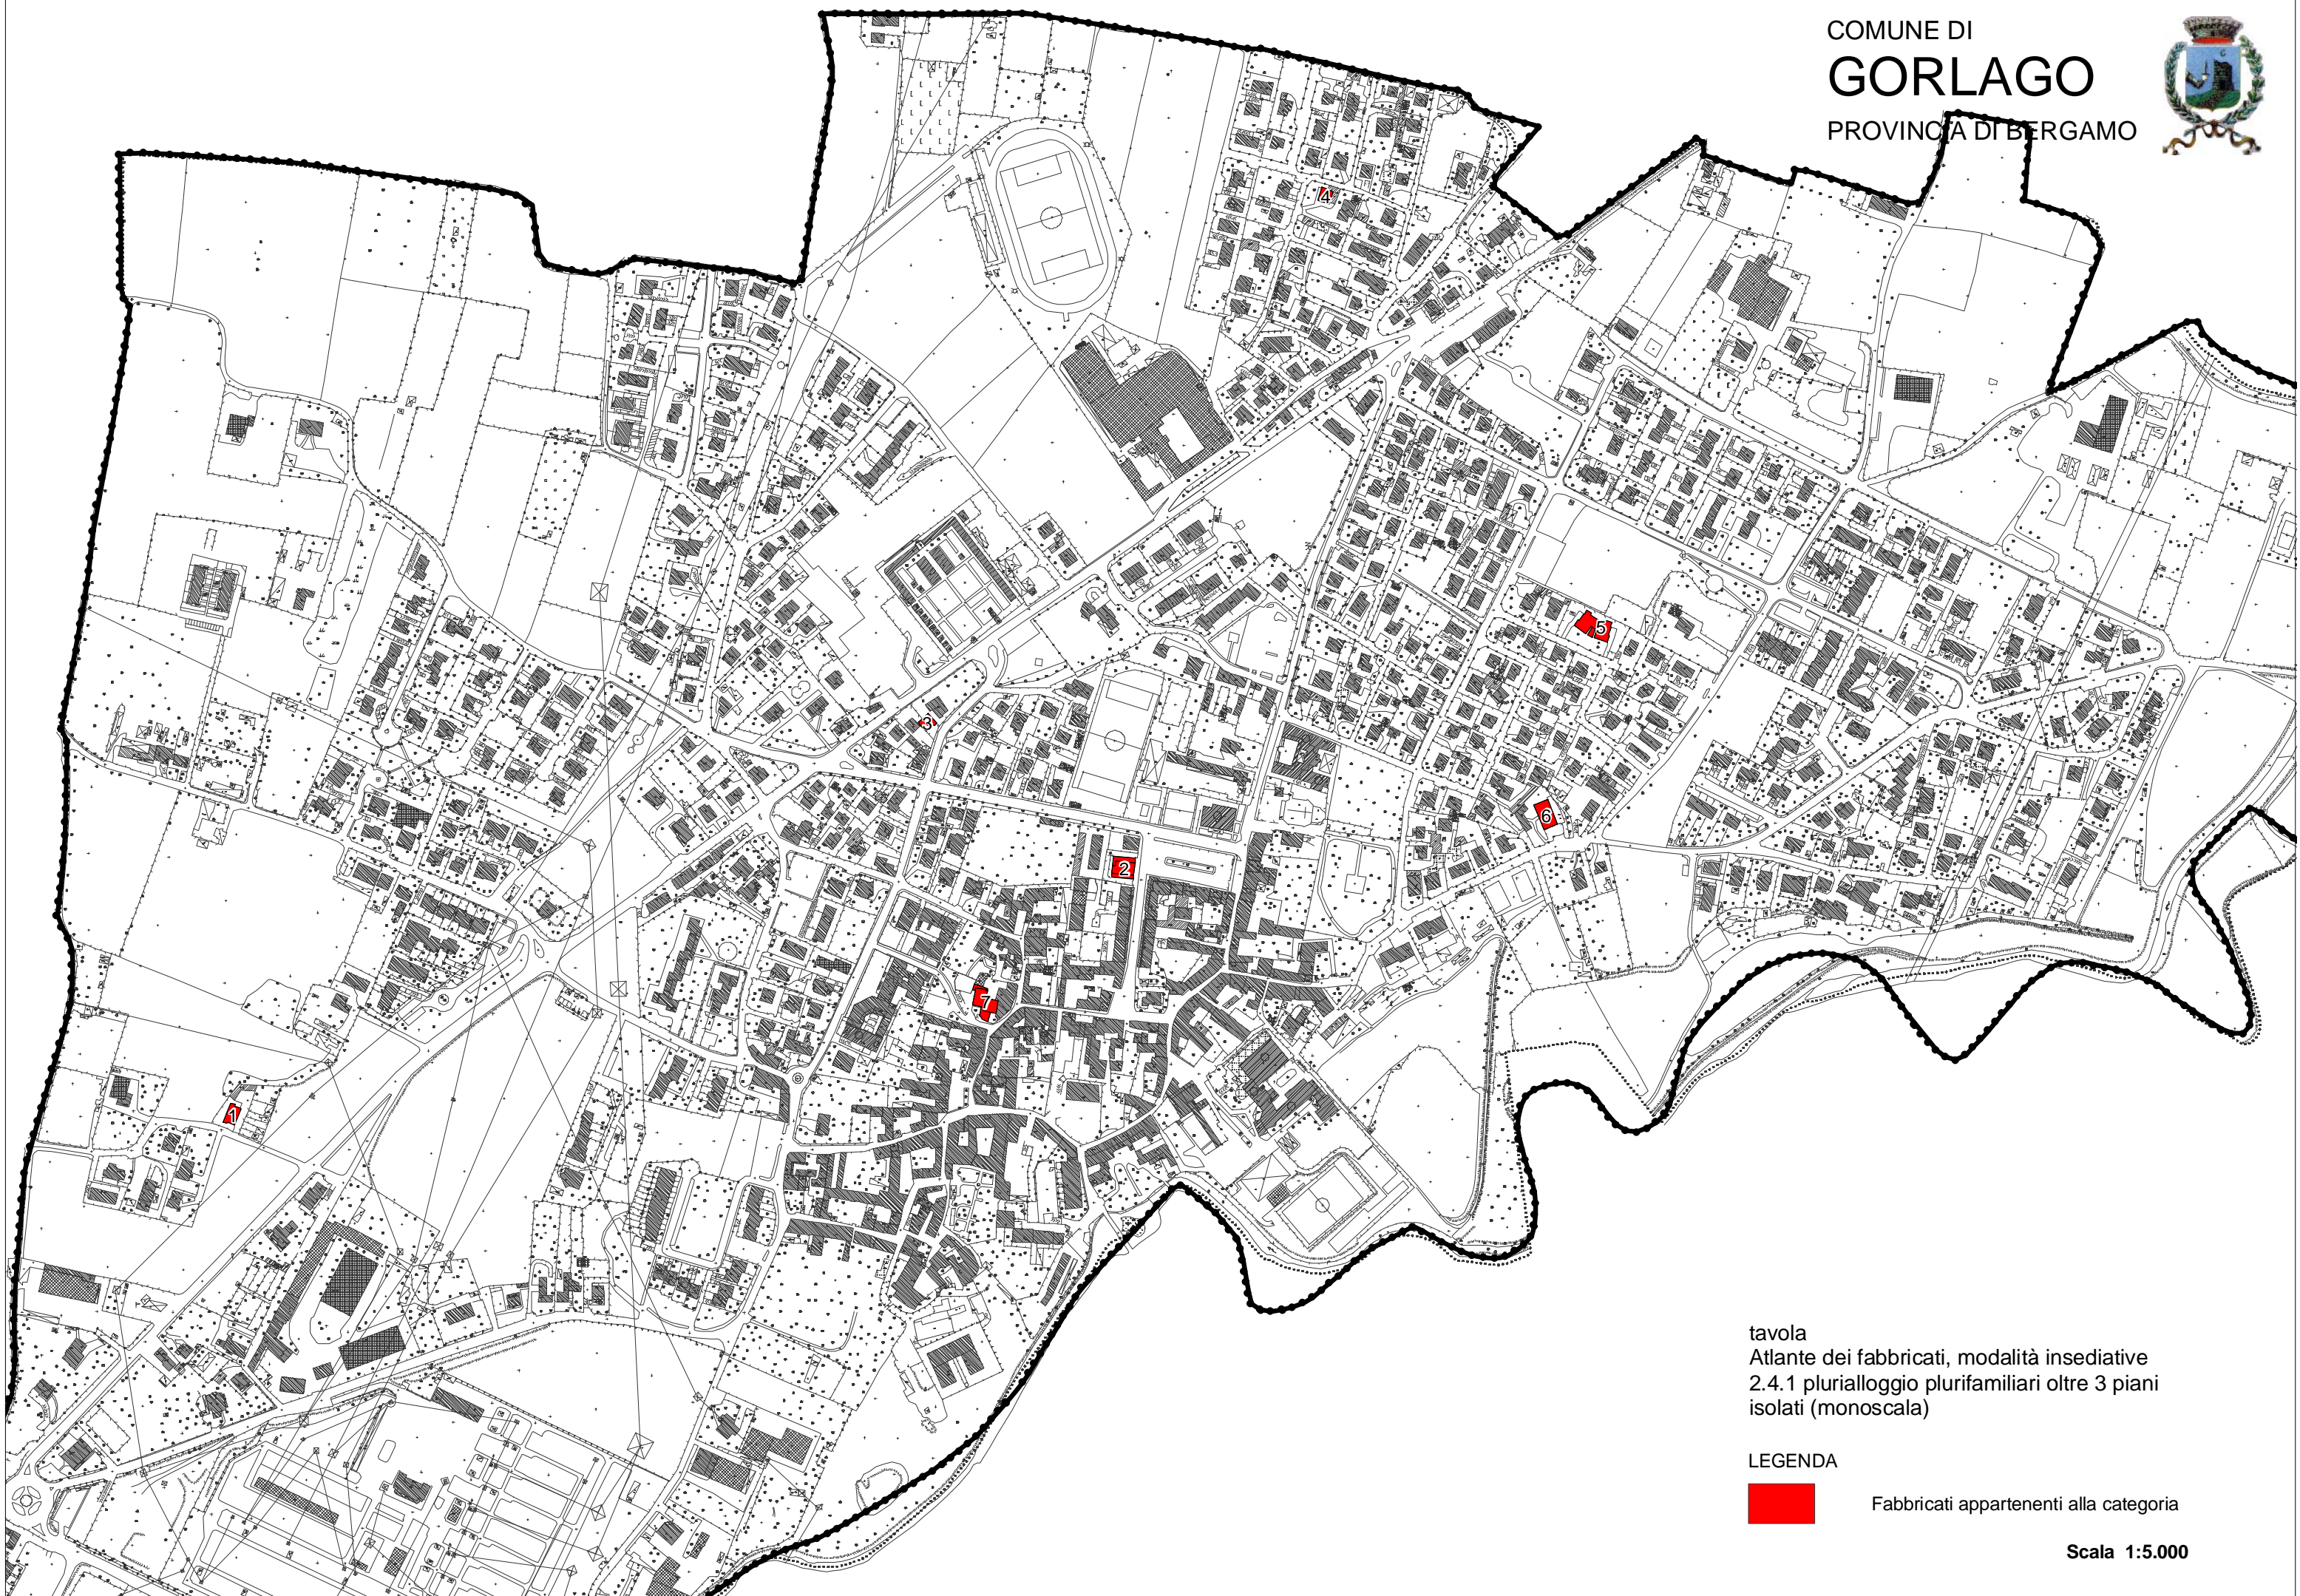 COMUNE DI
GORLAGO
PROVINCIA DI BERGAMO
4
5
3
6
2
7
1
tavola
Atlante dei fabbricati, modalità insediative
2.4.1 plurialloggio plurifamiliari oltre 3 piani
isolati (monoscala)
LEGENDA
Fabbricati appartenenti alla categoria
Scala 1:5.000